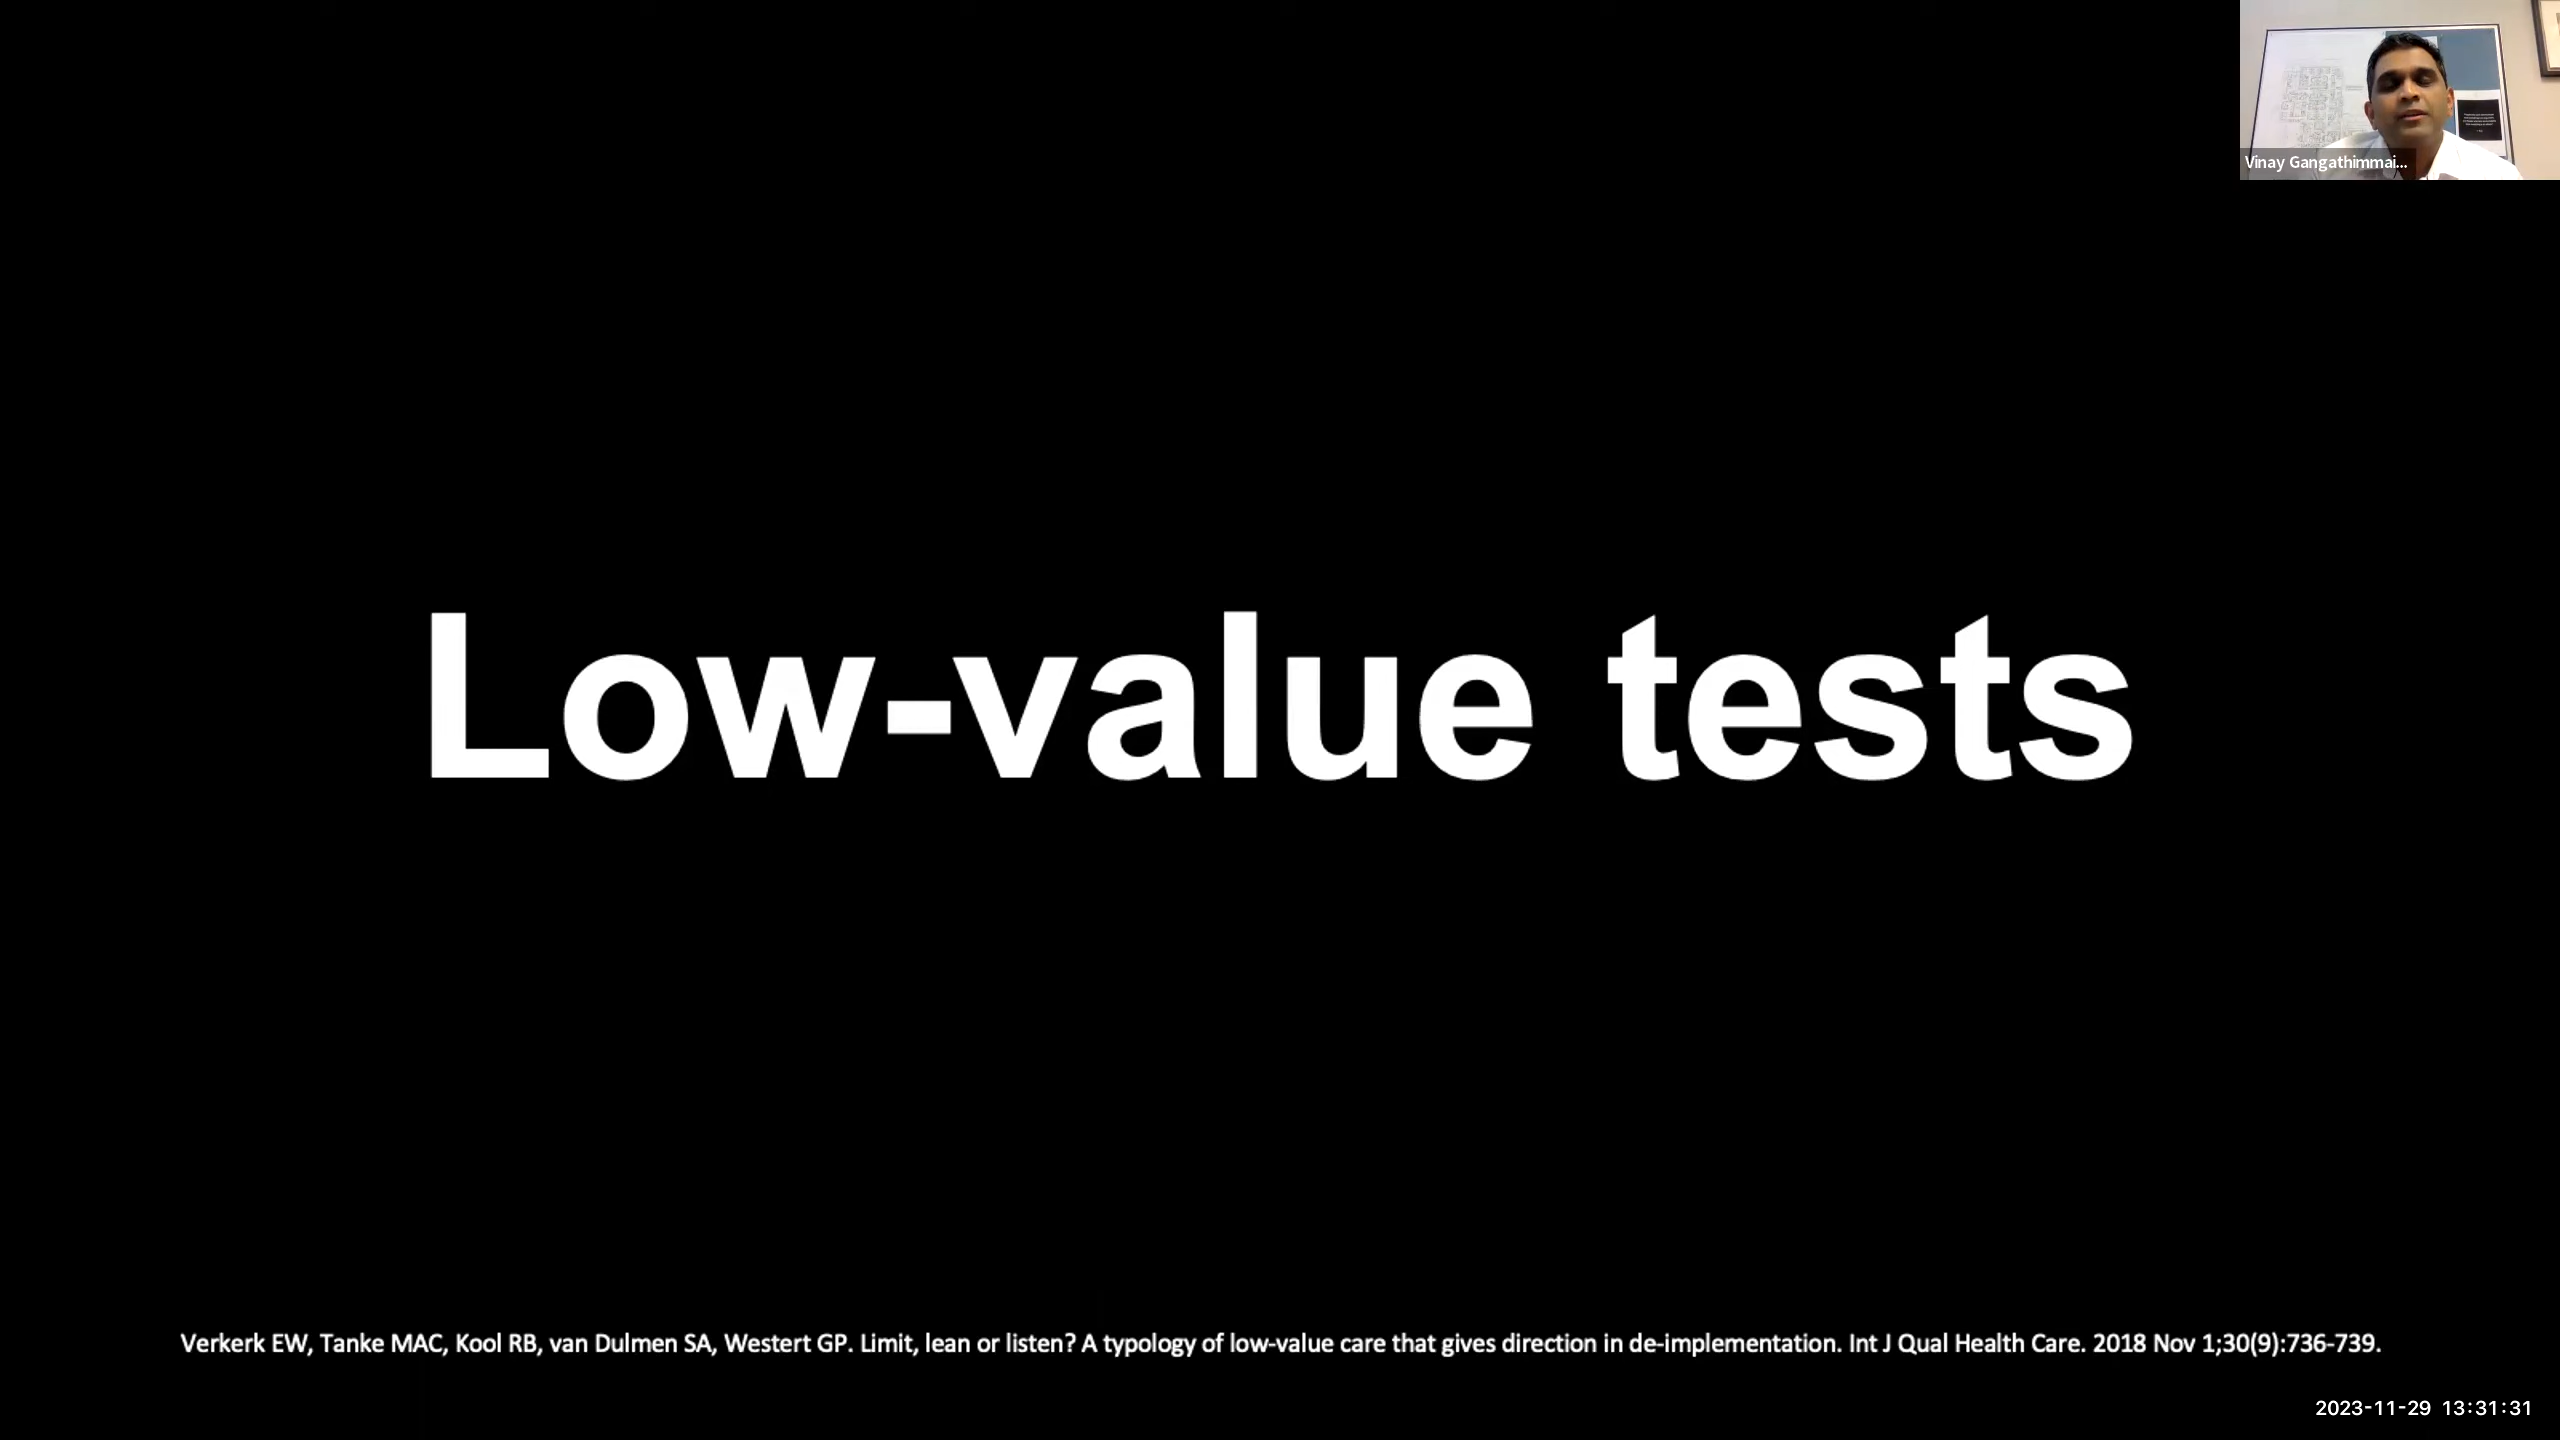 Vinay Gangathimmai...
Low-value tests
Verkerk EW, Tanke MAC, Kool RB, van Dulmen SA, Westert GP. Limit, lean or listen? A typology of low-value care that gives direction in de-implementation. Int J Qual Health Care. 2018 Nov 1;30(9):736-739.
2023-11-29 13:31:31